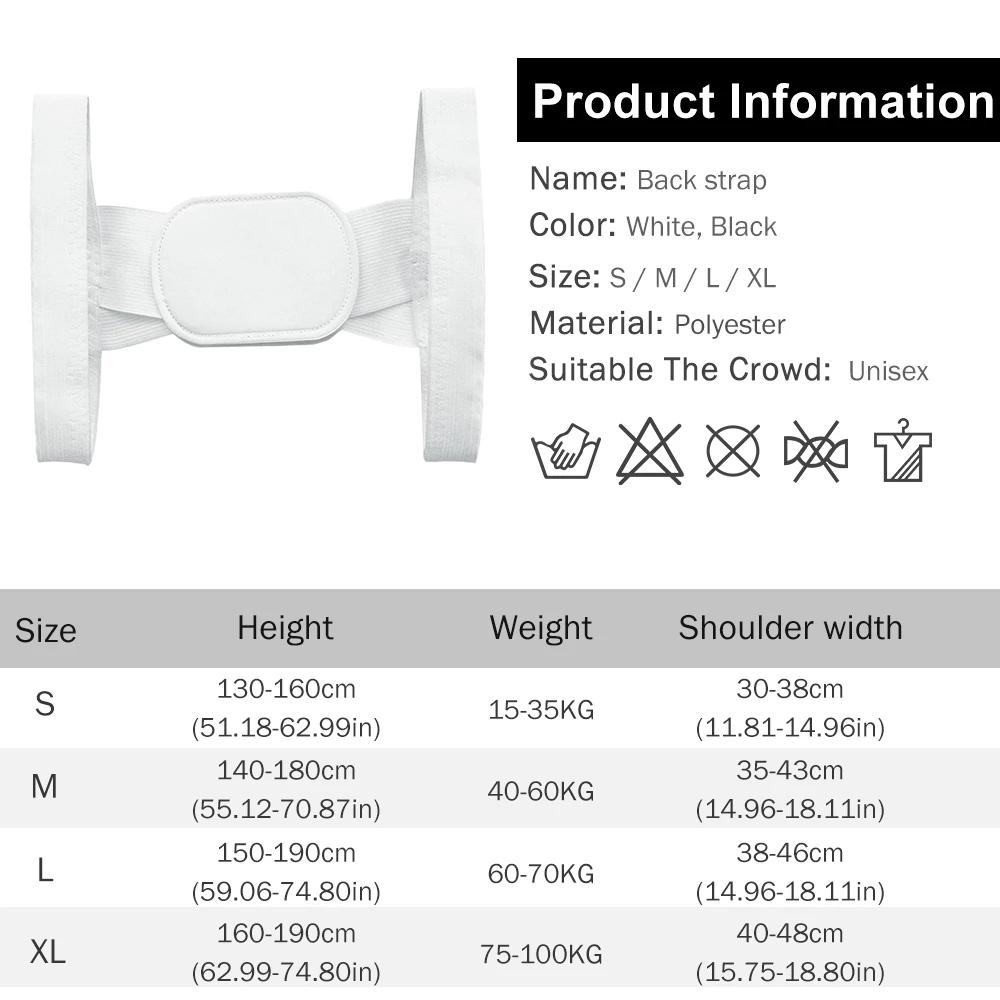 Product Information
Name: Back strap
Color: White, Black
Size: S / M / L / XL
Material: Polyester
Suitable The Crowd: Unisex
Size Height Weight Shoulder width
S 130-160cm (51.18-62.99in) 15-35KG 30-38cm (11.81-14.96in)
M 140-180cm (55.12-70.87in) 40-60KG 35-43cm (14.96-18.11in)
L 150-190cm (59.06-74.80in) 60-70KG 38-46cm (14.96-18.11in)
XL 160-190cm (62.99-74.80in) 75-100KG 40-48cm (15.75-18.80in)